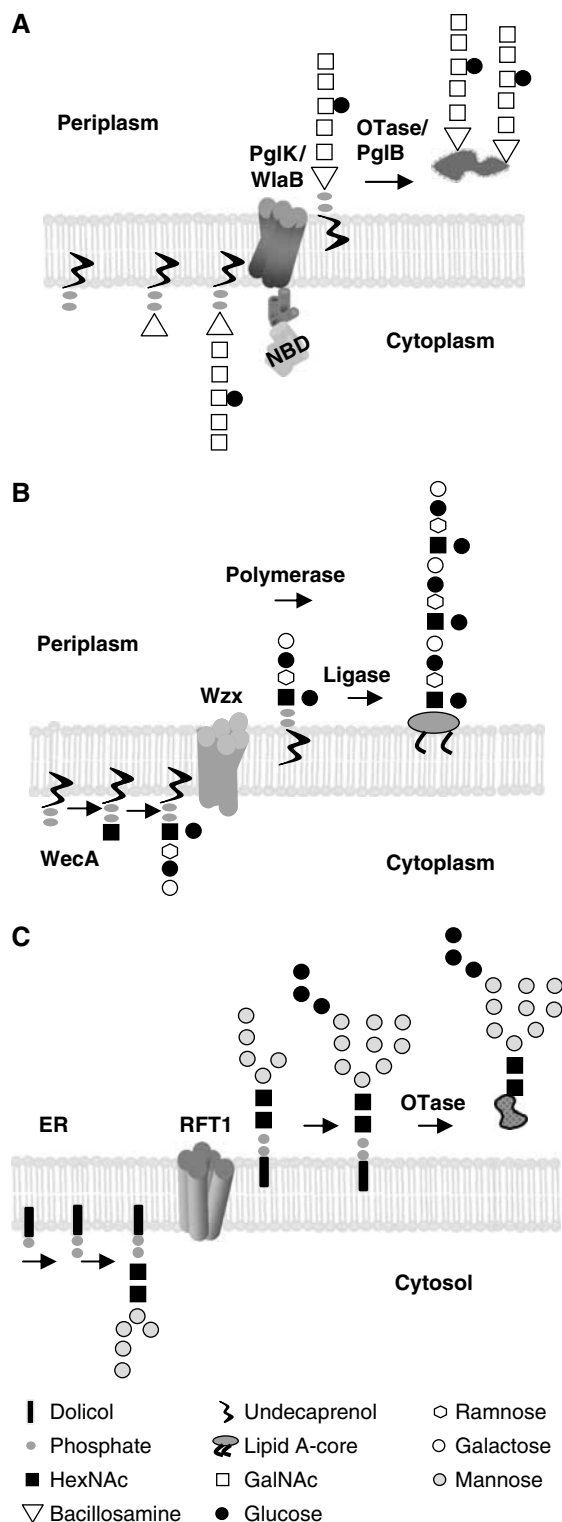 A
Periplasm
PglK/
WlaB
OTase/
PglB
NBD
Cytoplasm
B
Polymerase
Periplasm
Ligase
Wzx
WecA
Cytoplasm
C
OTase
ER
RFT1
Cytosol
Dolicol
Undecaprenol
Ramnose
Phosphate
Lipid A-core
Galactose
HexNAc
GalNAc
Mannose
Bacillosamine
Glucose